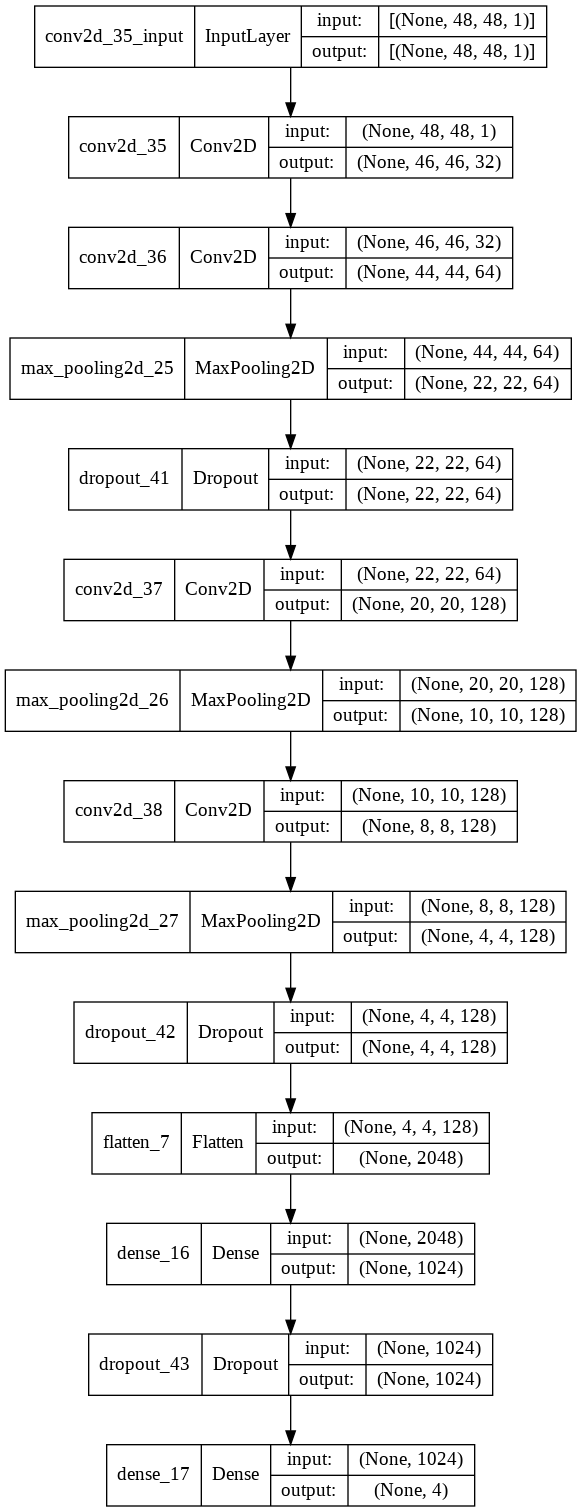 conv2d_35_input InputLayer input: [(None, 48, 48, 1)]
output: [(None, 48, 48, 1)]
conv2d_35 Conv2D input: (None, 48, 48, 1)
output: (None, 46, 46, 32)
conv2d_36 Conv2D input: (None, 46, 46, 32)
output: (None, 44, 44, 64)
max_pooling2d_25 MaxPooling2D input: (None, 44, 44, 64)
output: (None, 22, 22, 64)
dropout_41 Dropout input: (None, 22, 22, 64)
output: (None, 22, 22, 64)
conv2d_37 Conv2D input: (None, 22, 22, 64)
output: (None, 20, 20, 128)
max_pooling2d_26 MaxPooling2D input: (None, 20, 20, 128)
output: (None, 10, 10, 128)
conv2d_38 Conv2D input: (None, 10, 10, 128)
output: (None, 8, 8, 128)
max_pooling2d_27 MaxPooling2D input: (None, 8, 8, 128)
output: (None, 4, 4, 128)
dropout_42 Dropout input: (None, 4, 4, 128)
output: (None, 4, 4, 128)
flatten_7 Flatten input: (None, 4, 4, 128)
output: (None, 2048)
dense_16 Dense input: (None, 2048)
output: (None, 1024)
dropout_43 Dropout input: (None, 1024)
output: (None, 1024)
dense_17 Dense input: (None, 1024)
output: (None, 4)